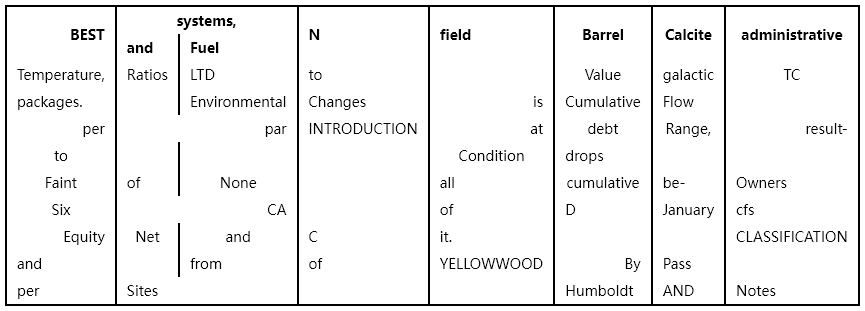 systems,
BEST and Fuel N field Barrel Calcite administrative
Temperature, Ratios LTD to Value galactic TC
packages. Environmental Changes is Cumulative Flow
per par INTRODUCTION at debt Range, result-
to Condition drops
Faint of None all cumulative be- Owners
Six CA of D January cfs
Equity Net and C it. CLASSIFICATION
and from of YELLOWWOOD By Pass
per Sites Humboldt AND Notes